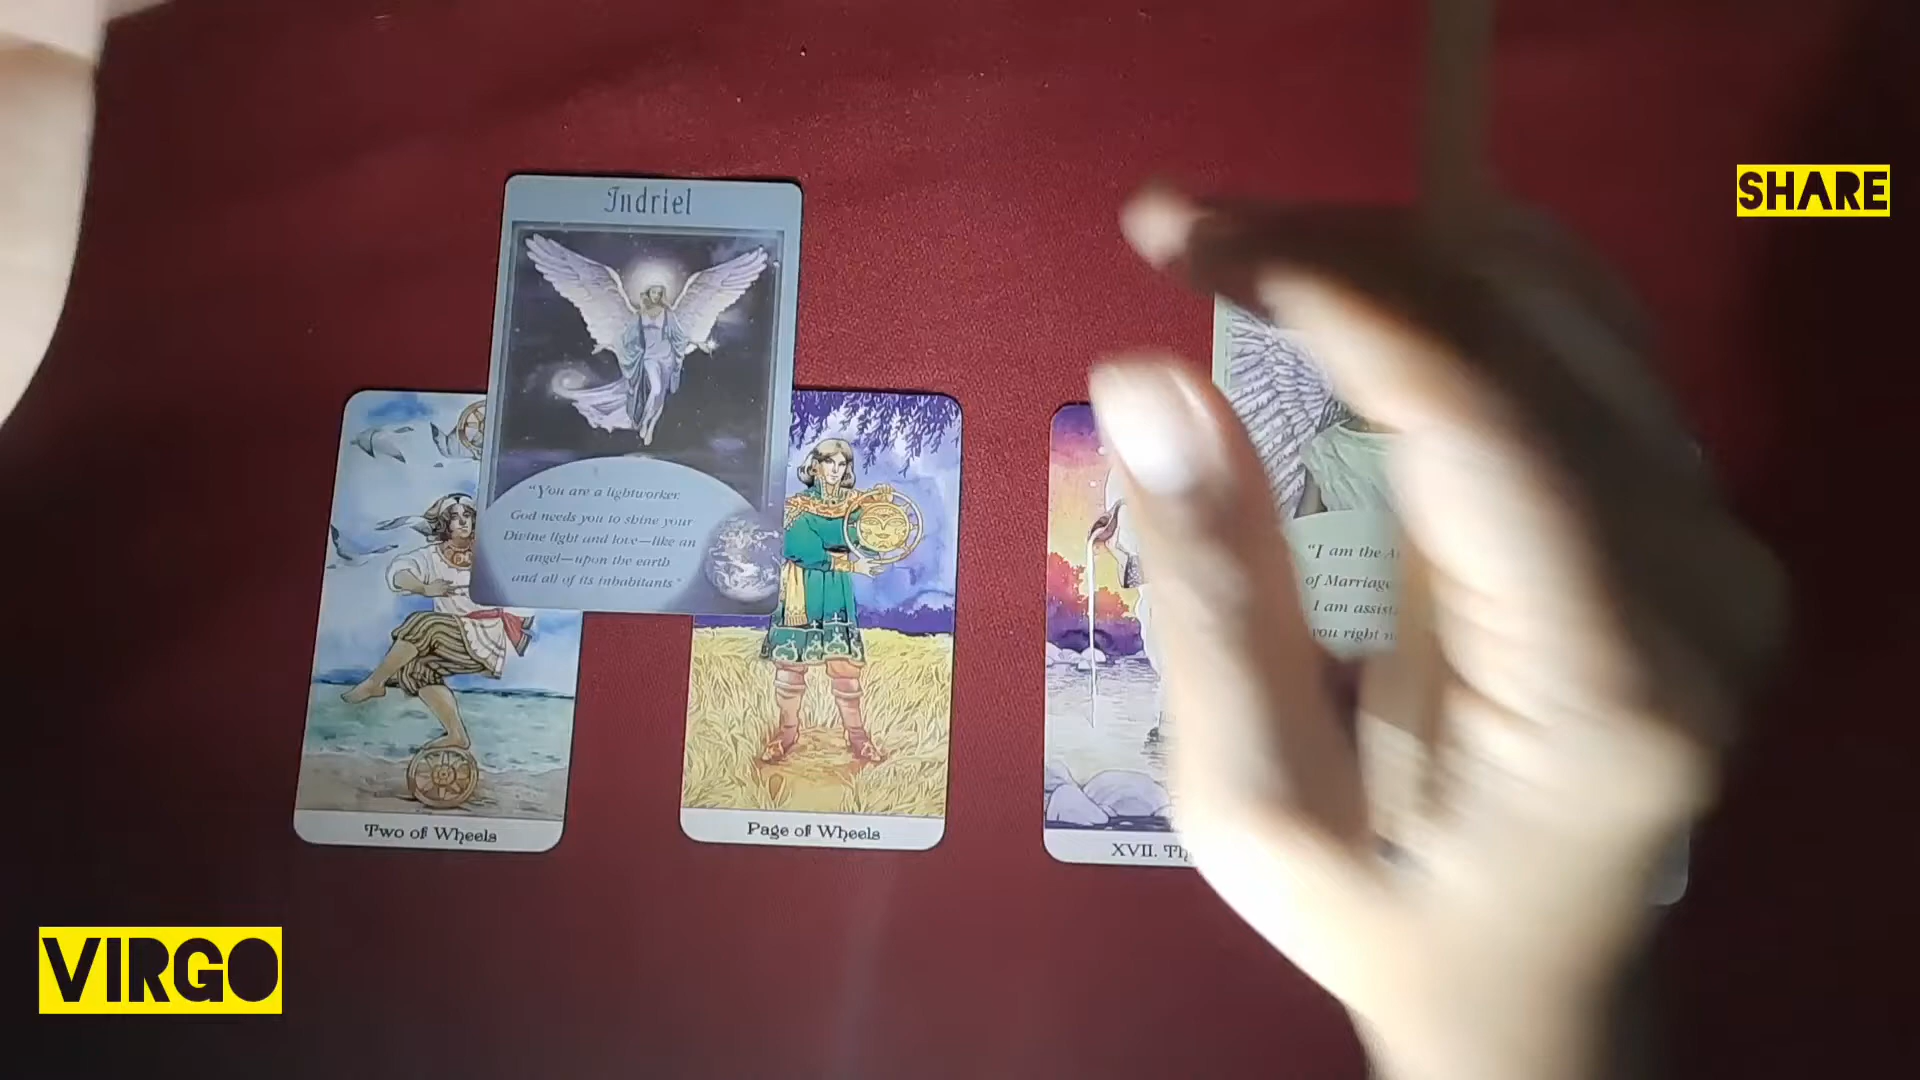 SHARE
Indriel
"You are a lightworker.
God needs you to shine your
Divine light and love—like an
angel—upon the earth
and all of its inhabitants"
"I am the
of Marriage
I am
you right
Two of Wheels
Page of Wheels
XVII.
VIRGO